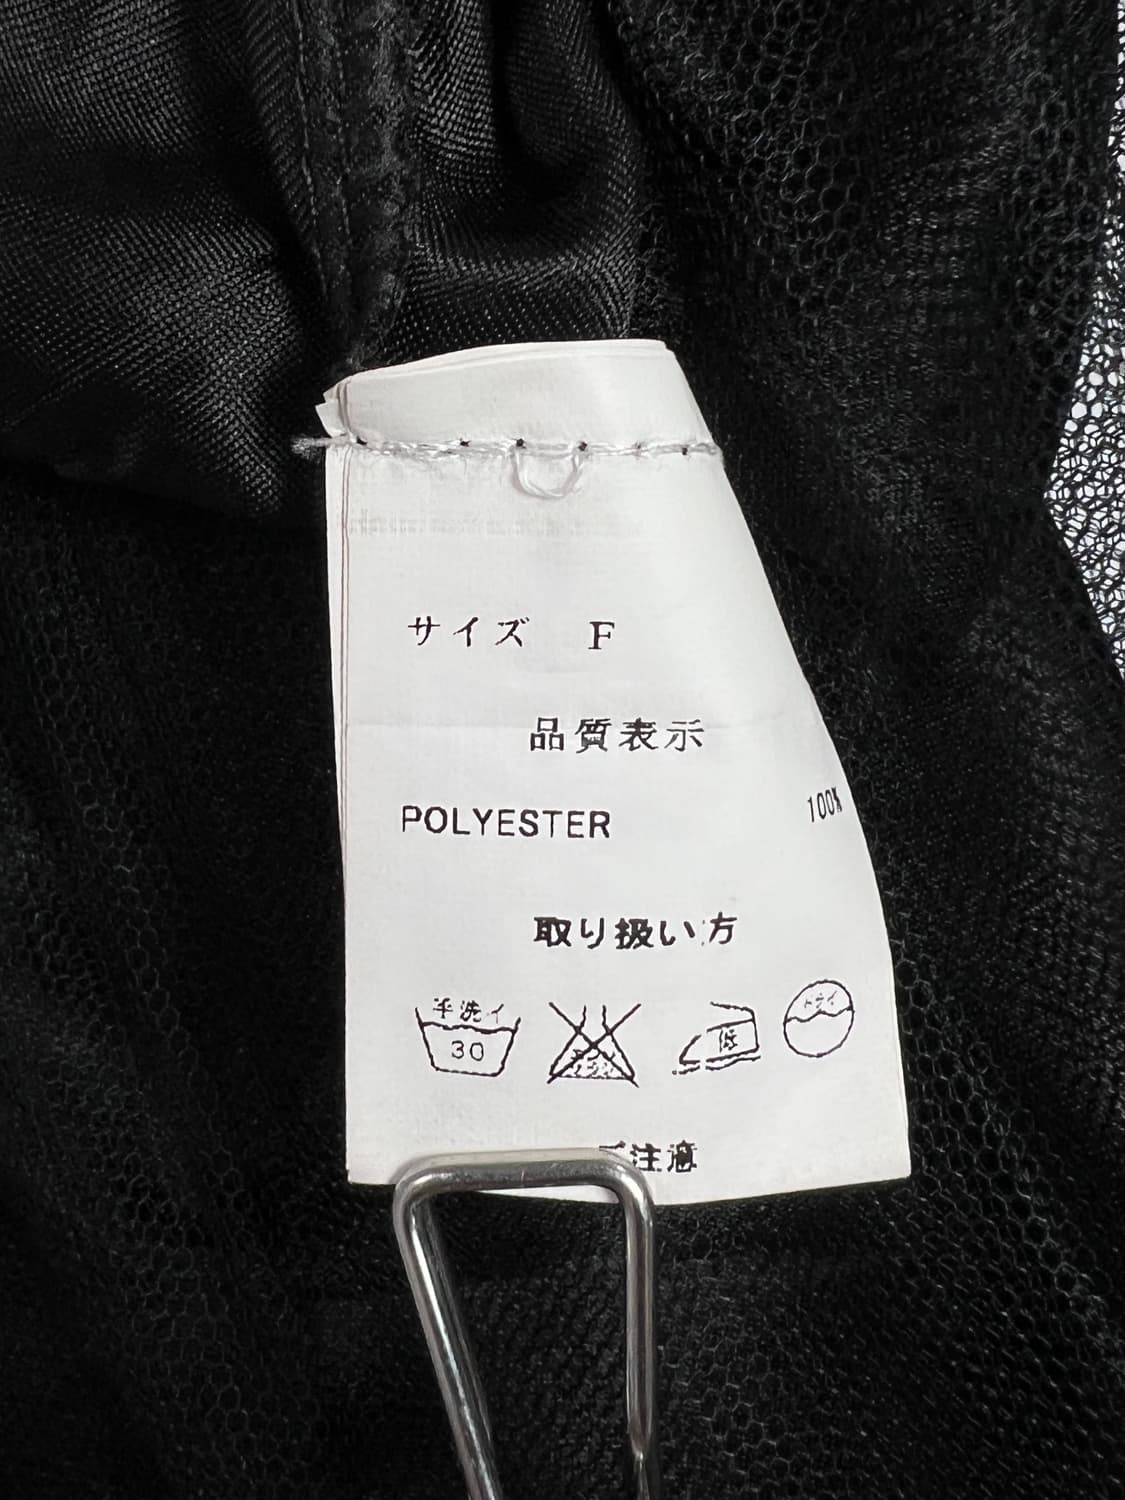 サイズ F
品質表示
POLYESTER 100%
取り扱い方
手洗イ
30
低
ドライ
ご注意